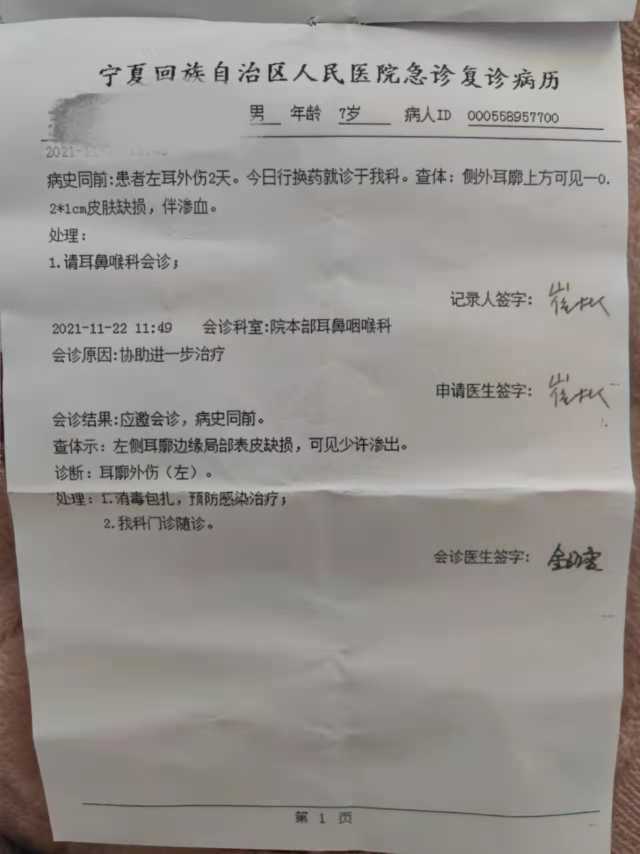 宁夏回族自治区人民医院急诊复诊病历
男 年龄 7岁 病人ID 000558957700
病史同前:患者左耳外伤2天。今日行换药就诊于我科。查体: 侧外耳廓上方可见一0.
2*1cm皮肤缺损，伴渗血。
处理:
1.请耳鼻喉科会诊;
记录人签字:
2021-11-22 11:49 会诊科室:院本部耳鼻咽喉科
会诊原因:协助进一步治疗
申请医生签字:
会诊结果:应邀会诊，病史同前。
查体示: 左侧耳廓边缘局部表皮缺损，可见少许渗出。
诊断: 耳廓外伤（左）。
处理: 1.消毒包扎，预防感染治疗;
2.我科门诊随诊。
会诊医生签字:
第 1 页